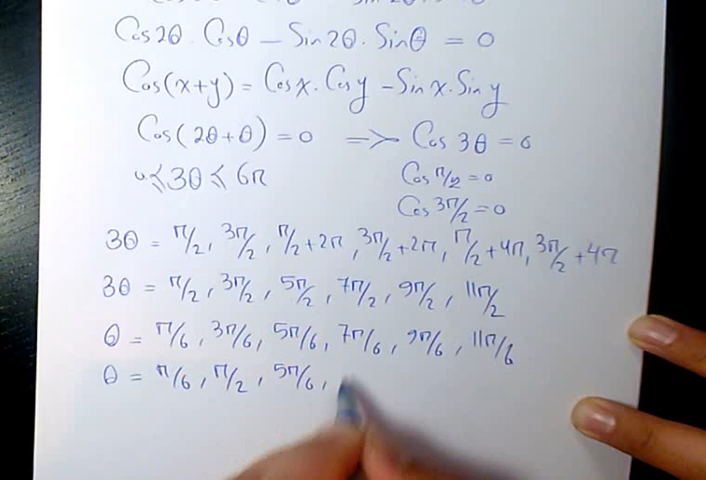 Cos2θ . Cosθ − Sin2θ . Sinθ = 0
Cos(x+y) = Cosx . Cosy − Sinx . Siny
Cos(2θ+θ) = 0 => Cos 3θ = 0
0 ≤ 3θ ≤ 6π
Cos π/2 = 0
Cos 3π/2 = 0
3θ = π/2, 3π/2, π/2+2π, 3π/2+2π, π/2+4π, 3π/2+4π
3θ = π/2, 3π/2, 5π/2, 7π/2, 9π/2, 11π/2
θ = π/6, 3π/6, 5π/6, 7π/6, 9π/6, 11π/6
θ = π/6, π/2, 5π/6,